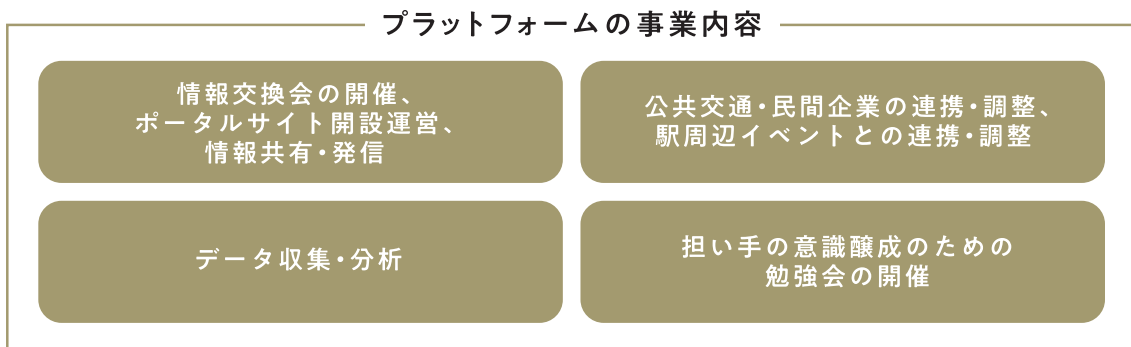 プラットフォームの事業内容
情報交換会の開催、
ポータルサイト開設運営、
情報共有・発信
公共交通・民間企業の連携・調整、
駅周辺イベントとの連携・調整
データ収集・分析
担い手の意識醸成のための
勉強会の開催